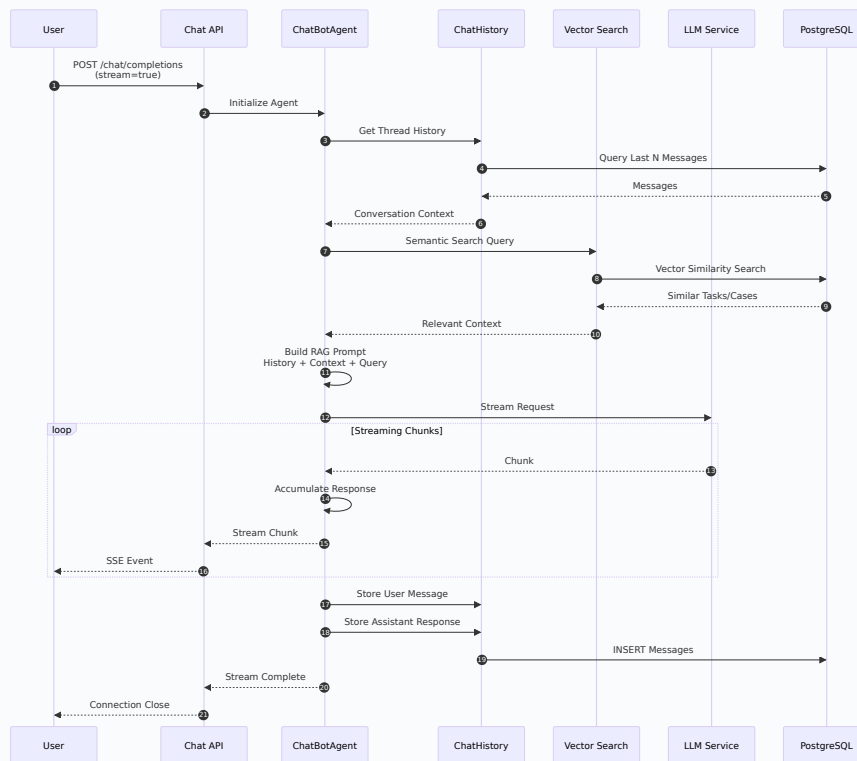 User
Chat API
ChatBotAgent
ChatHistory
Vector Search
LLM Service
PostgreSQL
POST /chat/completions
(stream=true)
1
Initialize Agent
2
Get Thread History
3
Query Last N Messages
4
Messages
5
Conversation Context
6
Semantic Search Query
7
Vector Similarity Search
8
Similar Tasks/Cases
9
Relevant Context
10
Build RAG Prompt
History + Context + Query
11
Stream Request
12
loop
[Streaming Chunks]
Chunk
13
Accumulate Response
14
Stream Chunk
15
SSE Event
16
Store User Message
17
Store Assistant Response
18
INSERT Messages
19
Stream Complete
20
Connection Close
21
User
Chat API
ChatBotAgent
ChatHistory
Vector Search
LLM Service
PostgreSQL